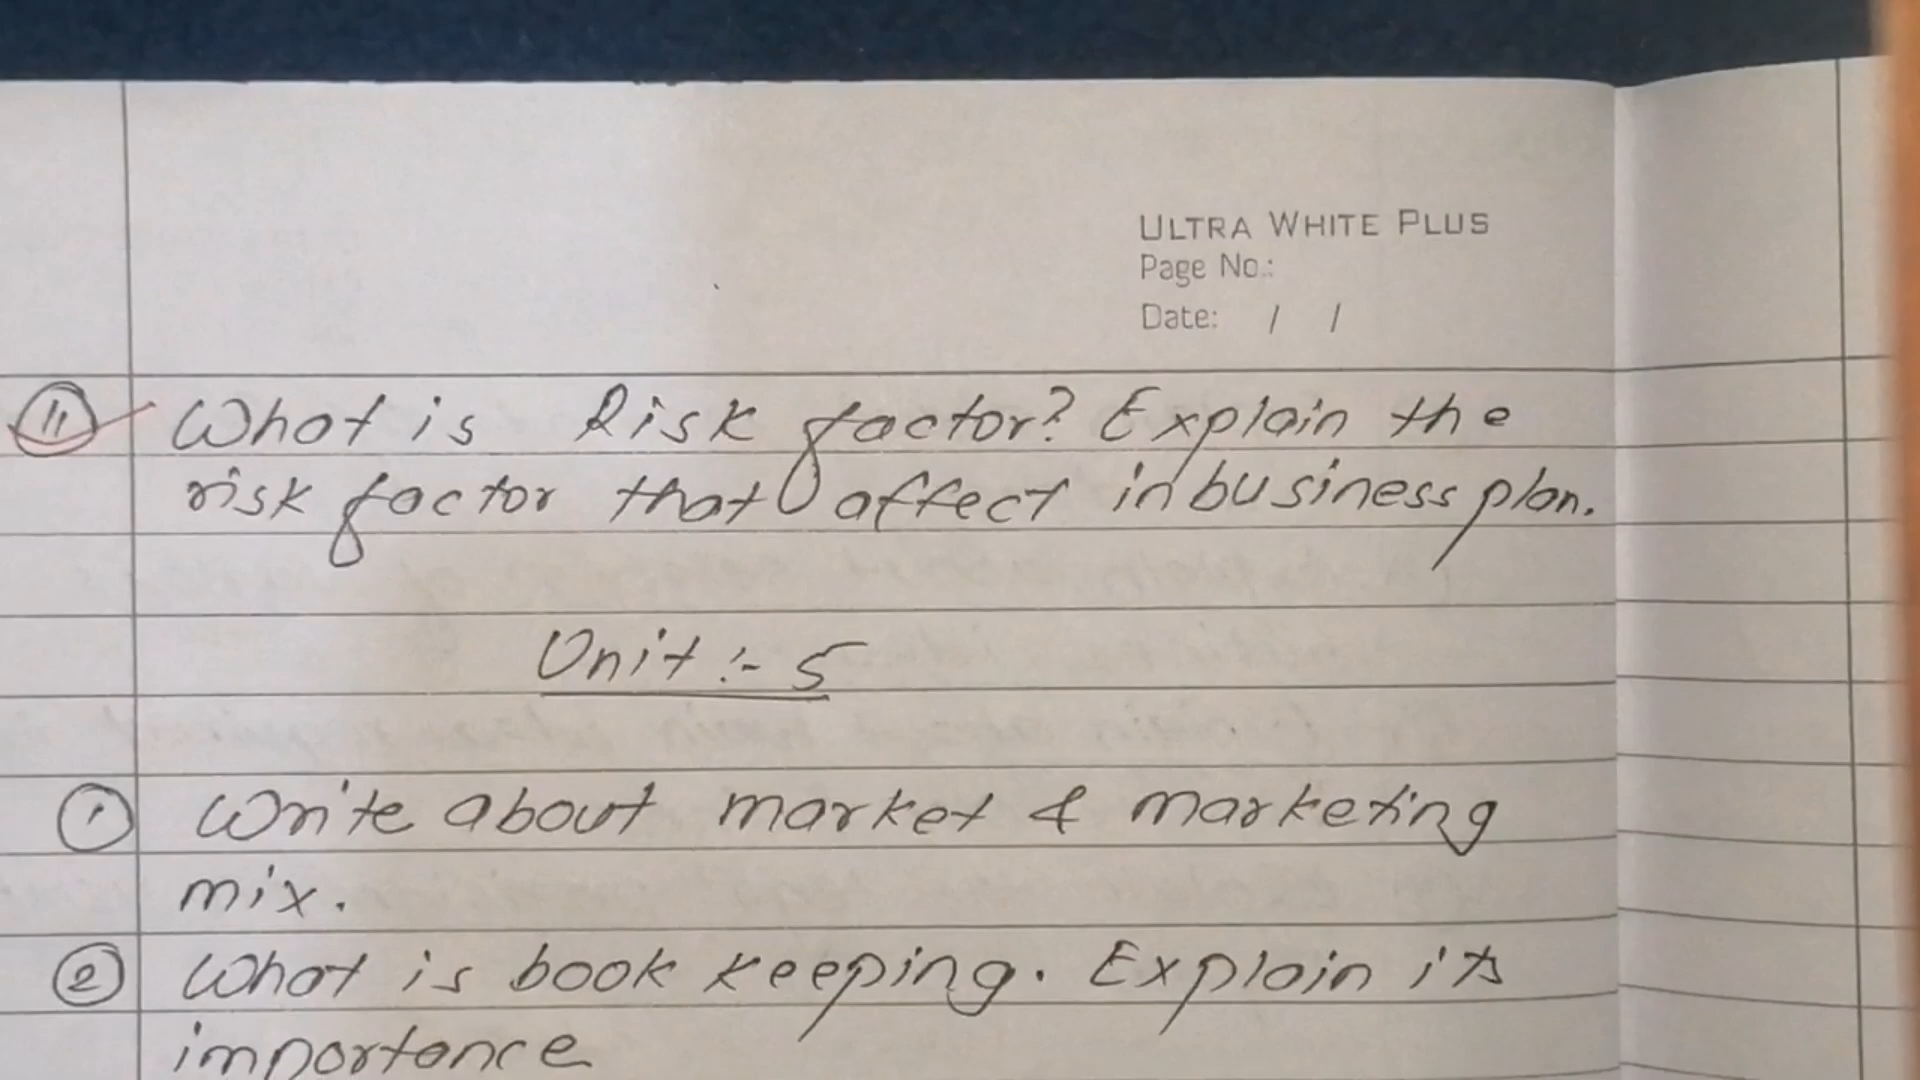 ULTRA WHITE PLUS
Page No.:
Date: / /
11 What is Risk factor? Explain the
risk factor that affect in business plan.
Unit :- 5
1 Write about market & marketing
mix.
2 What is book keeping. Explain its
importance